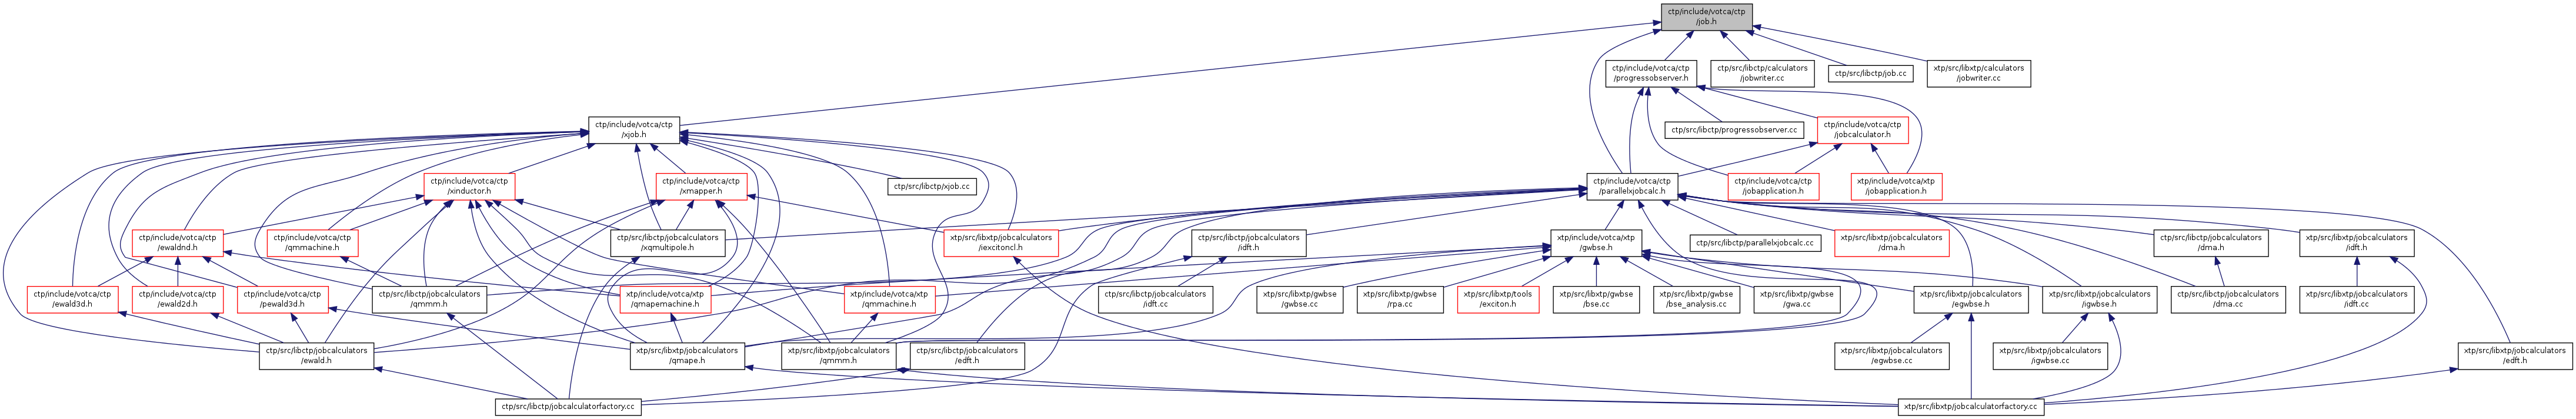 ctp/include/votca/ctp
/job.h
ctp/include/votca/ctp
/progressobserver.h
ctp/src/libctp/calculators
/jobwriter.cc
ctp/src/libctp/job.cc
xtp/src/libxtp/calculators
/jobwriter.cc
ctp/include/votca/ctp
/xjob.h
ctp/src/libctp/progressobserver.cc
ctp/include/votca/ctp
/jobcalculator.h
ctp/include/votca/ctp
/xinductor.h
ctp/include/votca/ctp
/xmapper.h
ctp/src/libctp/xjob.cc
ctp/include/votca/ctp
/parallelxjobcalc.h
ctp/include/votca/ctp
/jobapplication.h
xtp/include/votca/xtp
/jobapplication.h
ctp/include/votca/ctp
/ewaldnd.h
ctp/include/votca/ctp
/qmmachine.h
ctp/src/libctp/jobcalculators
/xqmultipole.h
xtp/src/libxtp/jobcalculators
/iexcitoncl.h
ctp/src/libctp/jobcalculators
/idft.h
xtp/include/votca/xtp
/gwbse.h
ctp/src/libctp/parallelxjobcalc.cc
xtp/src/libxtp/jobcalculators
/dma.h
ctp/src/libctp/jobcalculators
/dma.h
xtp/src/libxtp/jobcalculators
/idft.h
ctp/include/votca/ctp
/ewald3d.h
ctp/include/votca/ctp
/ewald2d.h
ctp/include/votca/ctp
/pewald3d.h
ctp/src/libctp/jobcalculators
/qmmm.h
xtp/include/votca/xtp
/qmapemachine.h
xtp/include/votca/xtp
/qmmachine.h
ctp/src/libctp/jobcalculators
/idft.cc
xtp/src/libxtp/gwbse
/gwbse.cc
xtp/src/libxtp/gwbse
/rpa.cc
xtp/src/libxtp/tools
/exciton.h
xtp/src/libxtp/gwbse
/bse.cc
xtp/src/libxtp/gwbse
/bse_analysis.cc
xtp/src/libxtp/gwbse
/gwa.cc
xtp/src/libxtp/jobcalculators
/egwbse.h
xtp/src/libxtp/jobcalculators
/igwbse.h
ctp/src/libctp/jobcalculators
/dma.cc
xtp/src/libxtp/jobcalculators
/idft.cc
ctp/src/libctp/jobcalculators
/ewald.h
xtp/src/libxtp/jobcalculators
/qmape.h
xtp/src/libxtp/jobcalculators
/qmmm.h
ctp/src/libctp/jobcalculators
/edft.h
xtp/src/libxtp/jobcalculators
/egwbse.cc
xtp/src/libxtp/jobcalculators
/igwbse.cc
xtp/src/libxtp/jobcalculators
/edft.h
ctp/src/libctp/jobcalculatorfactory.cc
xtp/src/libxtp/jobcalculatorfactory.cc